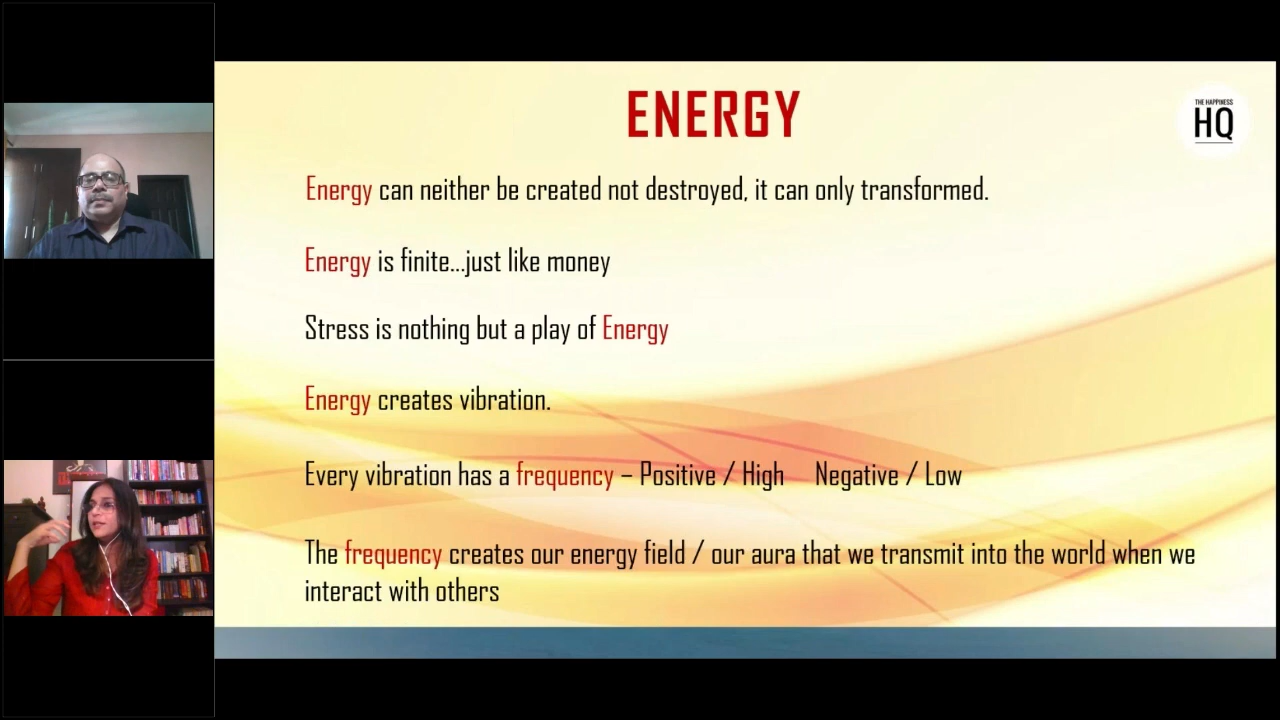 ENERGY
THE HAPPINESS
HQ
Energy can neither be created not destroyed, it can only transformed.
Energy is finite...just like money
Stress is nothing but a play of Energy
Energy creates vibration.
Every vibration has a frequency – Positive / High Negative / Low
The frequency creates our energy field / our aura that we transmit into the world when we
interact with others